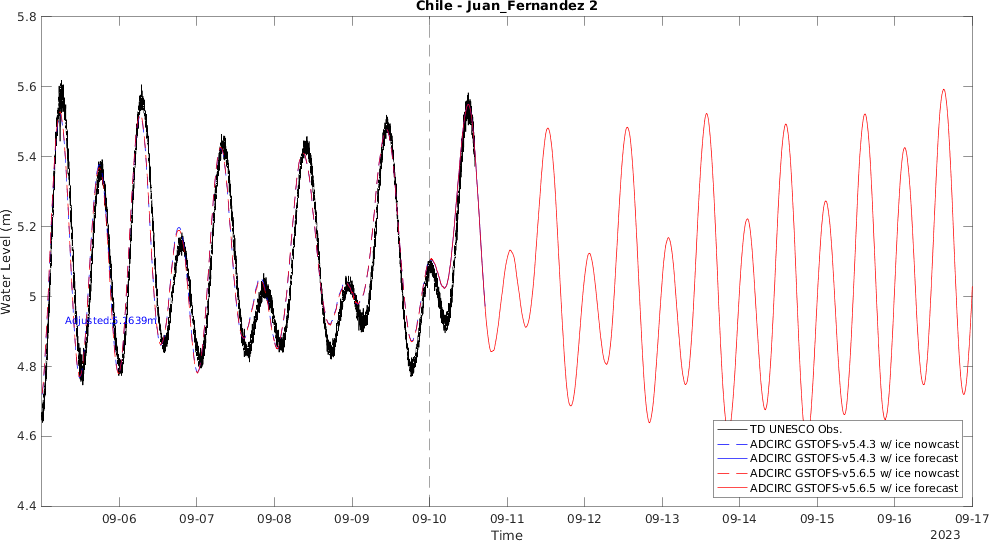 Chile - Juan_Fernandez 2
5.8
5.6
5.4
5.2
5
4.8
4.6
4.4
Water Level (m)
TD UNESCO Obs.
ADCIRC GSTOFS-v5.4.3 w/ ice nowcast
ADCIRC GSTOFS-v5.4.3 w/ ice forecast
ADCIRC GSTOFS-v5.6.5 w/ ice nowcast
ADCIRC GSTOFS-v5.6.5 w/ ice forecast
09-06 09-07 09-08 09-09 09-10 09-11 09-12 09-13 09-14 09-15 09-16 09-17
Time
2023